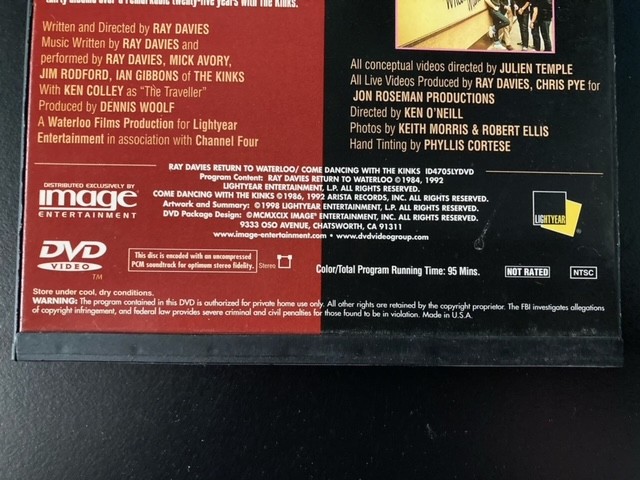 thirty albums over a remarkable twenty-five years with The Kinks.
Written and Directed by RAY DAVIES
Music Written by RAY DAVIES and
performed by RAY DAVIES, MICK AVORY,
JIM RODFORD, IAN GIBBONS of THE KINKS
With KEN COLLEY as "The Traveller"
Produced by DENNIS WOOLF
A Waterloo Films Production for Lightyear
Entertainment in association with Channel Four
All conceptual videos directed by JULIEN TEMPLE
All Live Videos Produced by RAY DAVIES, CHRIS PYE for
JON ROSEMAN PRODUCTIONS
Directed by KEN O'NEILL
Photos by KEITH MORRIS & ROBERT ELLIS
Hand Tinting by PHYLLIS CORTESE
RAY DAVIES RETURN TO WATERLOO/ COME DANCING WITH THE KINKS ID4705LYDVD
Program Content: RAY DAVIES RETURN TO WATERLOO ©1984, 1992
LIGHTYEAR ENTERTAINMENT, L.P. ALL RIGHTS RESERVED.
COME DANCING WITH THE KINKS ©1986, 1992 ARISTA RECORDS, INC. ALL RIGHTS RESERVED.
Artwork and Summary: ©1998 LIGHTYEAR ENTERTAINMENT, L.P. ALL RIGHTS RESERVED.
DVD Package Design: ©MCMXCIX IMAGE ENTERTAINMENT, INC. ALL RIGHTS RESERVED.
9333 OSO AVENUE, CHATSWORTH, CA 91311
www.image-entertainment.com • www.dvdvideogroup.com
DISTRIBUTED EXCLUSIVELY BY
image
ENTERTAINMENT
LIGHTYEAR
DVD
VIDEO
TM
This disc is encoded with an uncompressed
PCM soundtrack for optimum stereo fidelity.
Stereo
Color/Total Program Running Time: 95 Mins.
NOT RATED
NTSC
Store under cool, dry conditions.
WARNING: The program contained in this DVD is authorized for private home use only. All other rights are retained by the copyright proprietor. The FBI investigates allegations
of copyright infringement, and federal law provides severe criminal and civil penalties for those found to be in violation. Made in U.S.A.